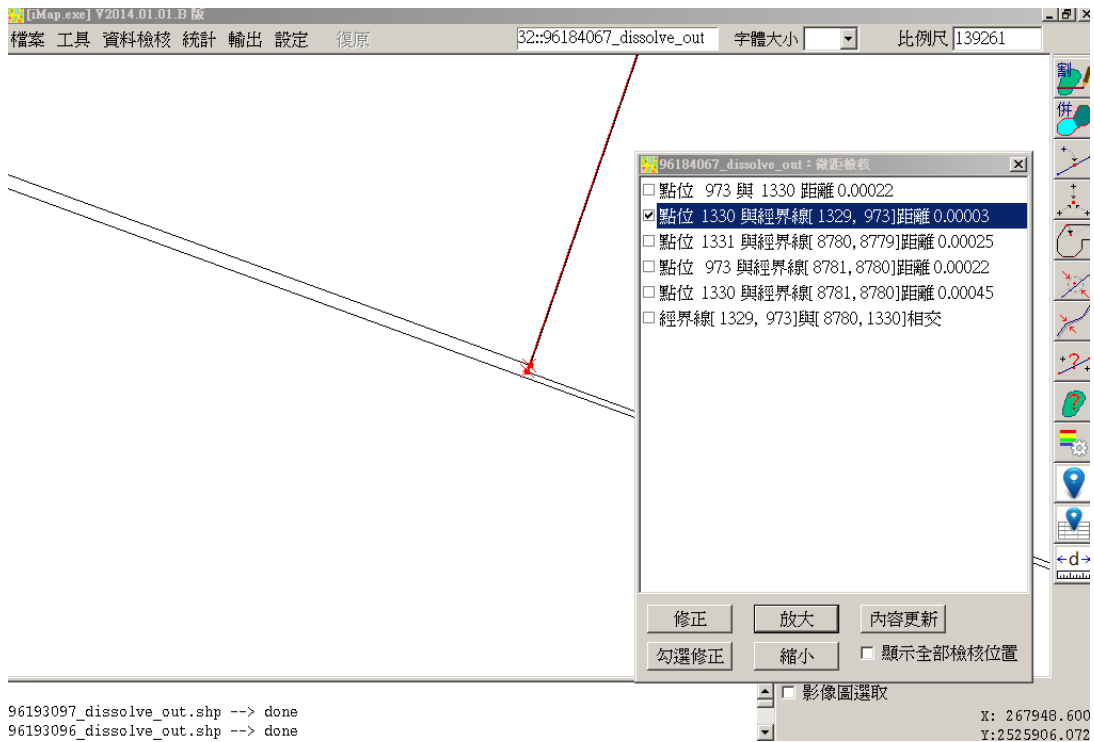 [iMap.exe] V2014.01.01.B 版
檔案 工具 資料檢核 統計 輸出 設定 復原 32::96184067_dissolve_out 字體大小 比例尺 139261
割
併
96184067_dissolve_out：微距檢核
點位 973 與 1330 距離 0.00022
點位 1330 與經界線[ 1329, 973]距離 0.00003
點位 1331 與經界線[ 8780, 8779]距離 0.00025
點位 973 與經界線[ 8781, 8780]距離 0.00022
點位 1330 與經界線[ 8781, 8780]距離 0.00045
經界線[ 1329, 973]與[ 8780, 1330]相交
d
修正 放大 內容更新
勾選修正 縮小 顯示全部檢核位置
影像圖選取
96193097_dissolve_out.shp --> done
96193096_dissolve_out.shp --> done
X: 267948.600
Y:2525906.072